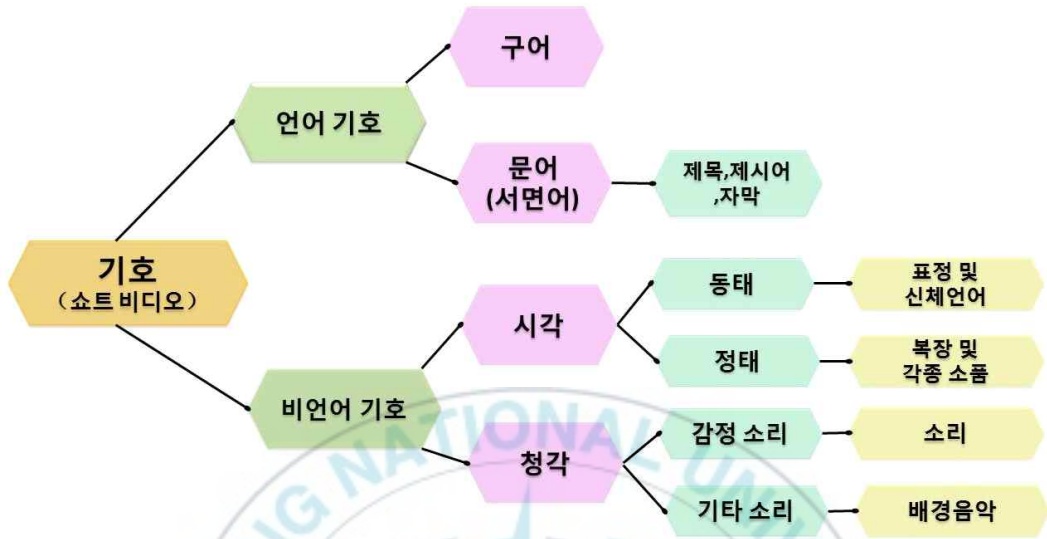 구어
언어 기호
문어
(서면어)
제목,제시어
,자막
기호
（쇼트 비디오）
동태
표정 및
신체언어
시각
정태
복장 및
각종 소품
비언어 기호
감정 소리
소리
청각
기타 소리
배경음악
NG NATIONAL UNI